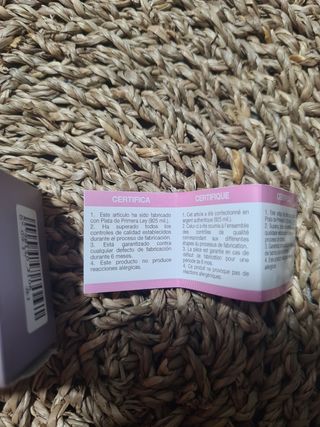 CERTIFICA
1. Este artículo ha sido fabricado
con Plata de Primera Ley (925 mil.).
2. Ha superado todos los
controles de calidad establecidos
durante el proceso de fabricación.
3. Está garantizado contra
cualquier defecto de fabricación
durante 6 meses.
4. Este producto no produce
reacciones alérgicas.
CERTIFIQUE
1. Cet article a été confectionné en
argent authentique (925 mil.).
2. Celui-ci a été soumis à l'ensemble
des contrôles de qualité
correspondant aux différentes
étapes du processus de fabrication.
3. La pièce est garantie en cas de
défaut de fabrication pour une
période de 6 mois.
4. Ce produit ne provoque pas de
réactions allergiques.